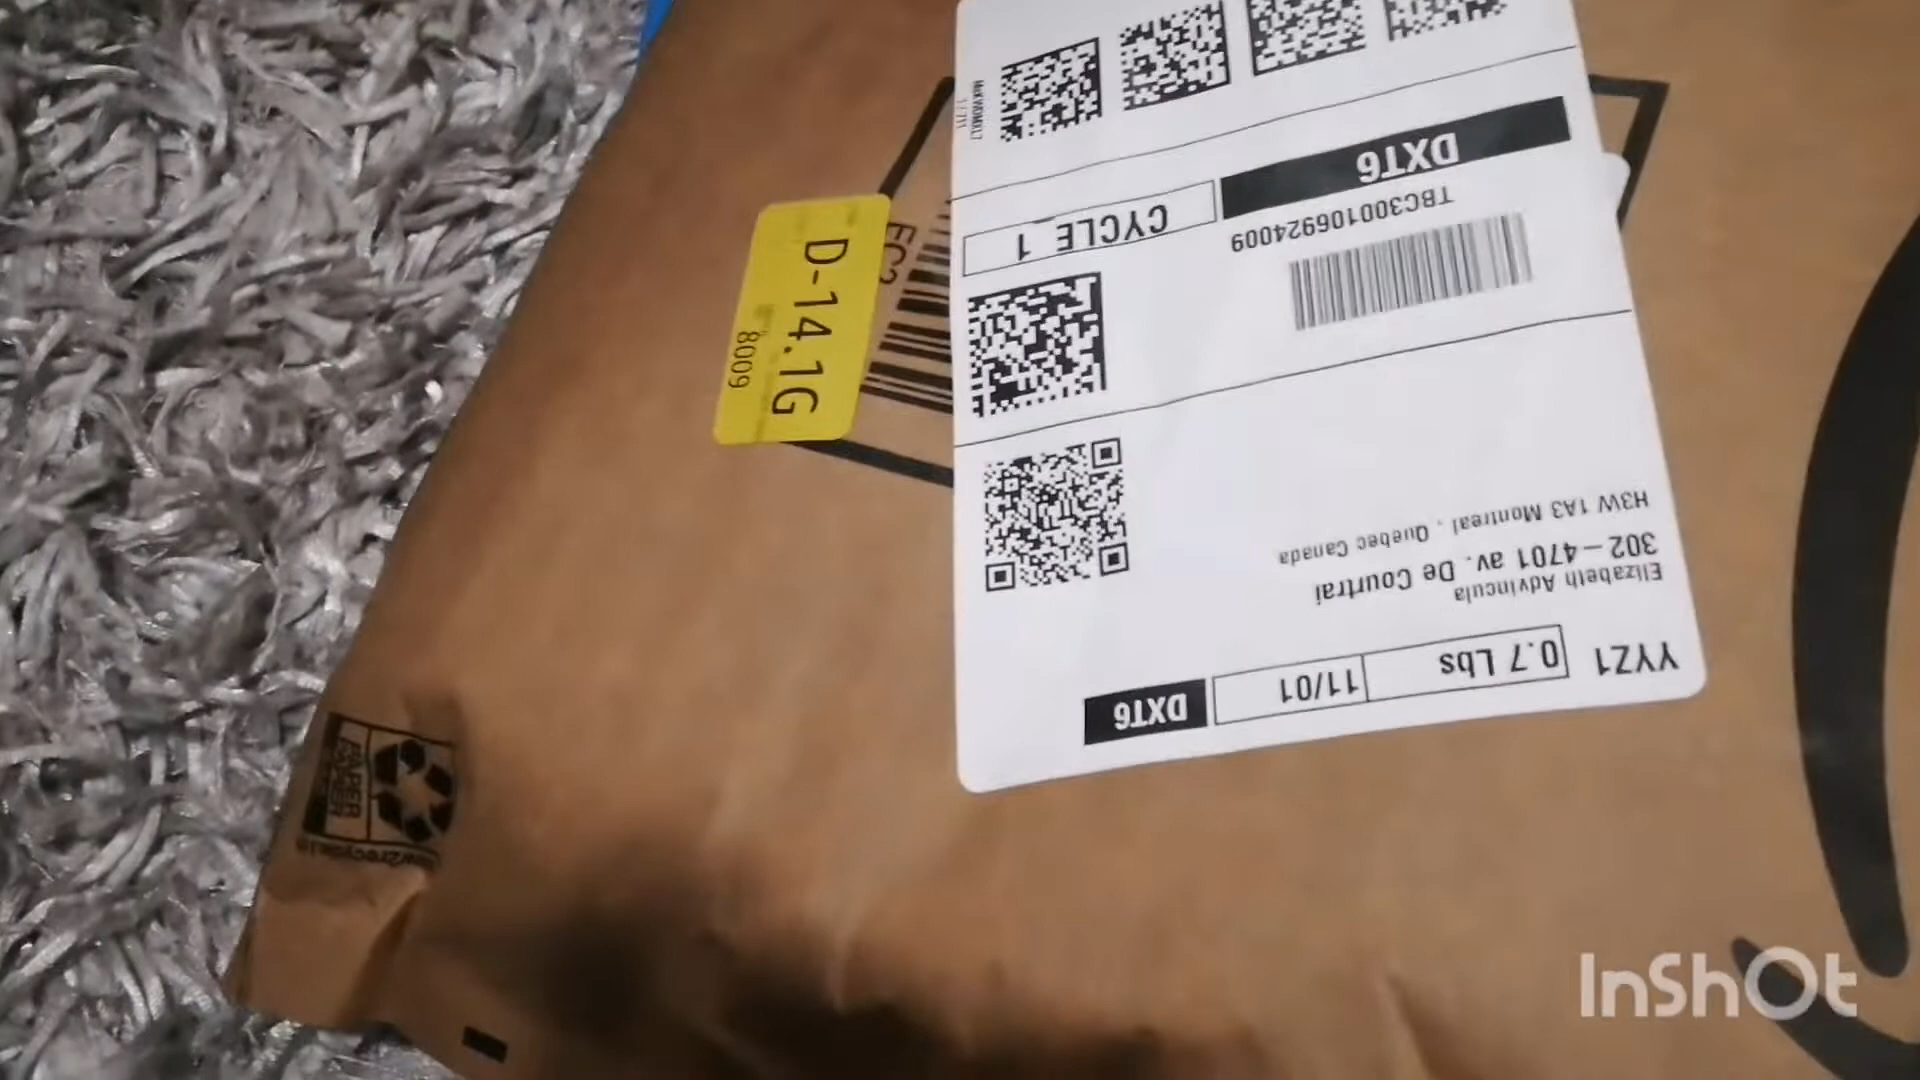 YYZ1
0.7 Lbs
11/01
DXT6
Elizabeth Advincula
302-4701 av. De Courtrai
H3W 1A3 Montreal, Quebec Canada
TBC300106924009
CYCLE 1
DXT6
D-14.1G
8009
PAPER
InShOt